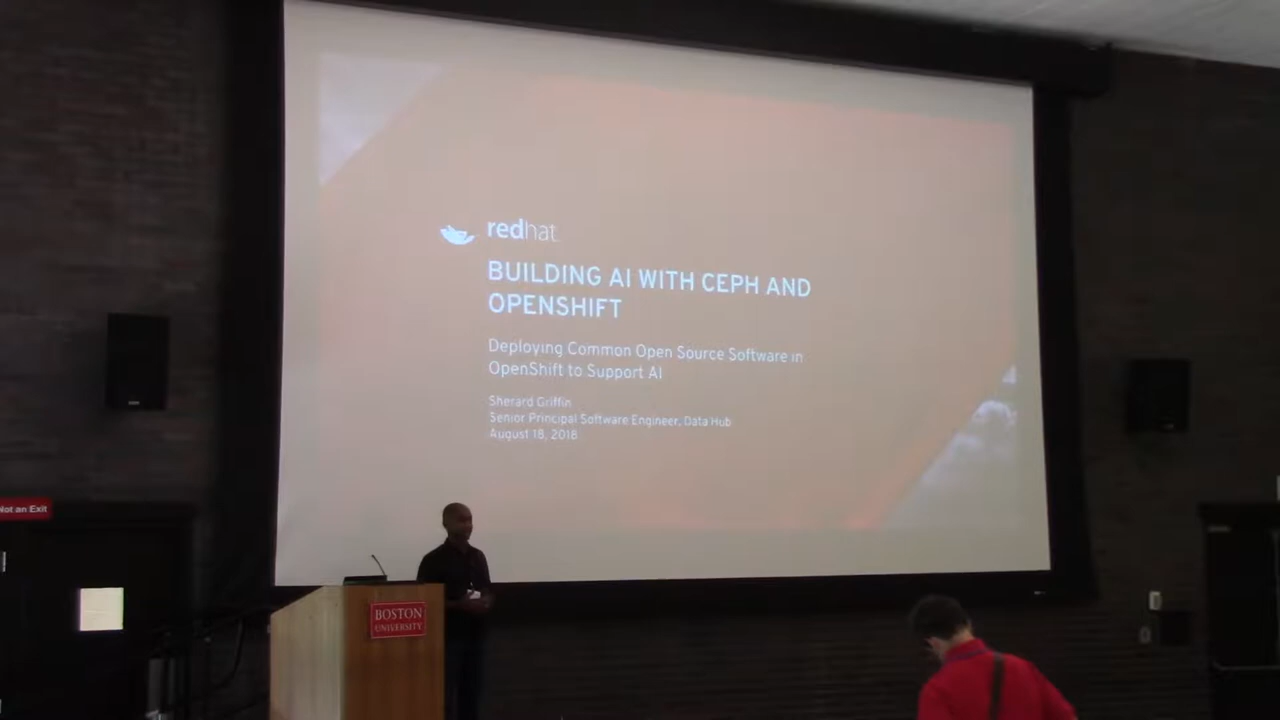 redhat
BUILDING AI WITH CEPH AND
OPENSHIFT
Deploying Common Open Source Software in
OpenShift to Support AI
Sherard Griffin
Senior Principal Software Engineer, Data Hub
August 18, 2018
Not an Exit
BOSTON
UNIVERSITY